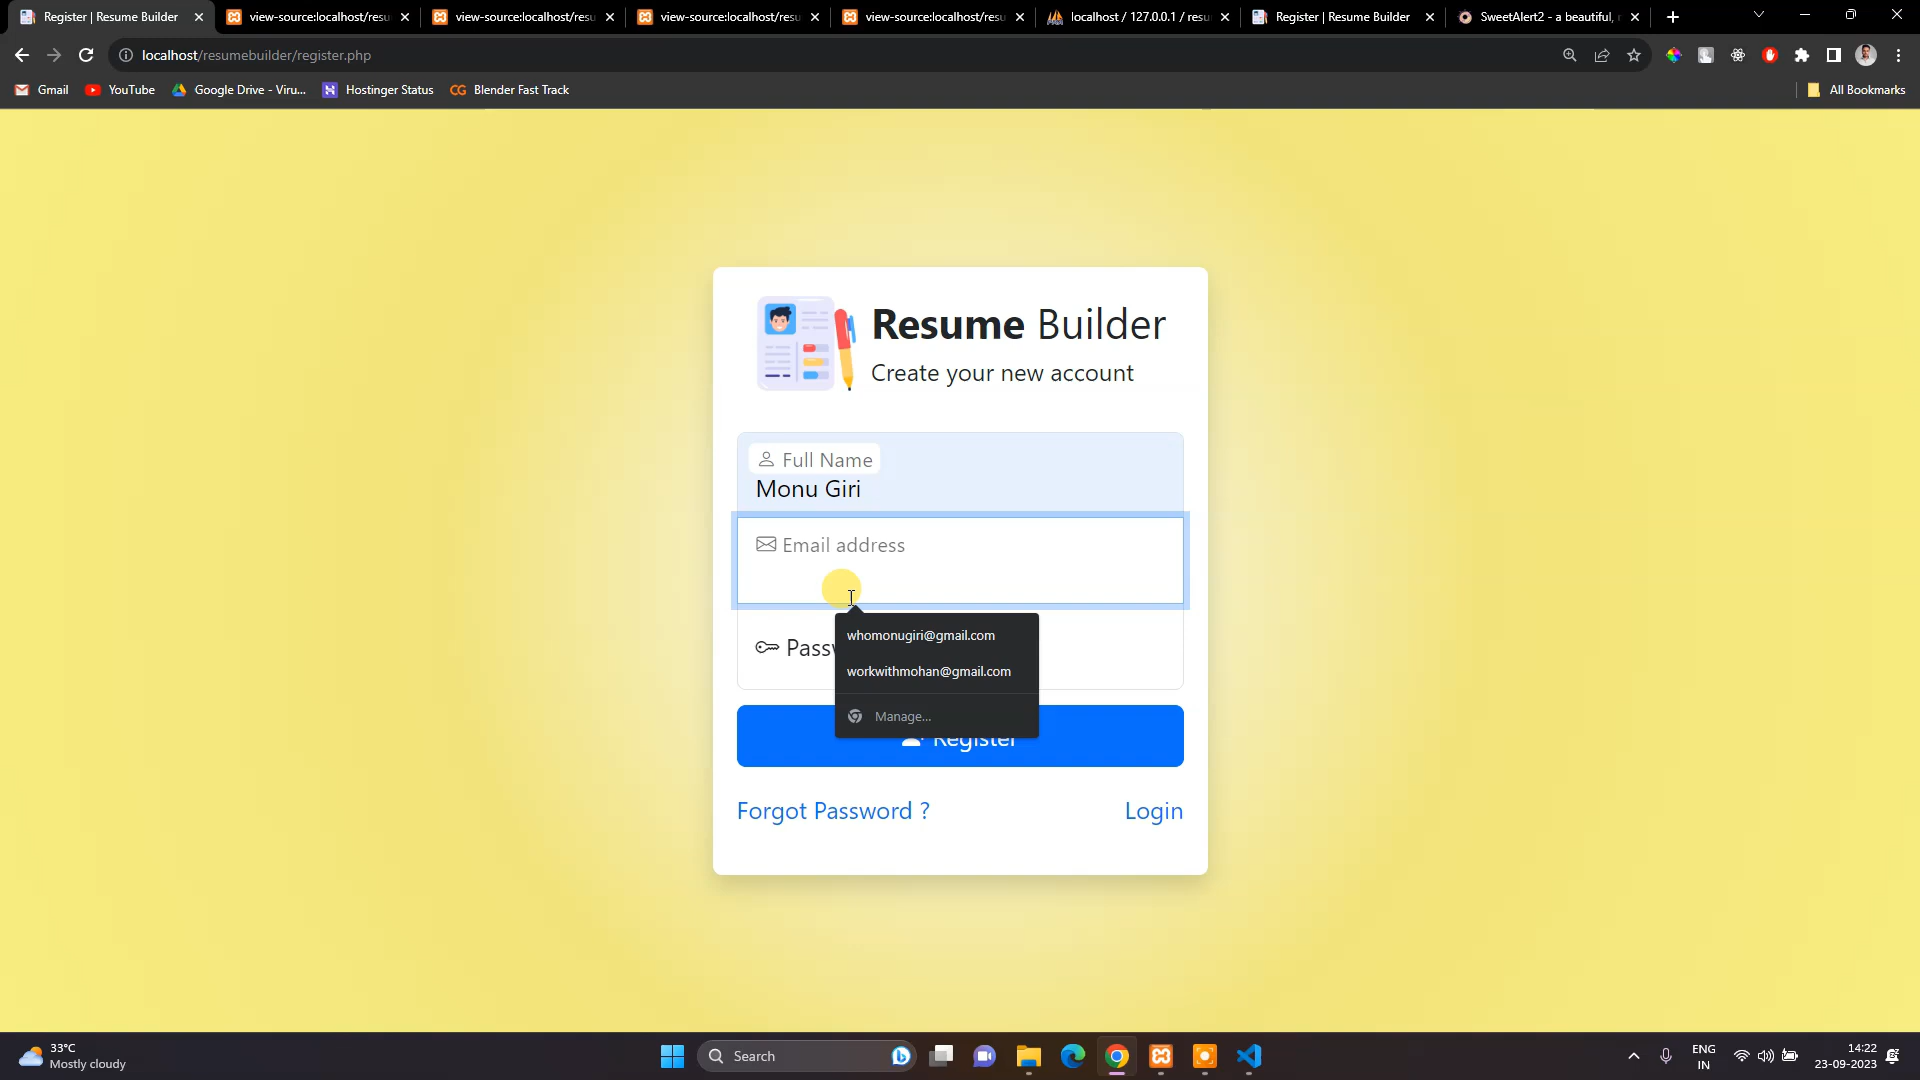 Register | Resume Builder
view-source:localhost/resu
view-source:localhost/resu
view-source:localhost/resu
view-source:localhost/resu
localhost / 127.0.0.1 / resu
Register | Resume Builder
SweetAlert2 - a beautiful,
localhost/resumebuilder/register.php
Gmail
YouTube
Google Drive - Viru...
Hostinger Status
CG Blender Fast Track
All Bookmarks
Resume Builder
Create your new account
Full Name
Monu Giri
Email address
whomonugiri@gmail.com
workwithmohan@gmail.com
Manage...
Register
Forgot Password ?
Login
33°C
Mostly cloudy
Search
ENG
IN
14:22
23-09-2023